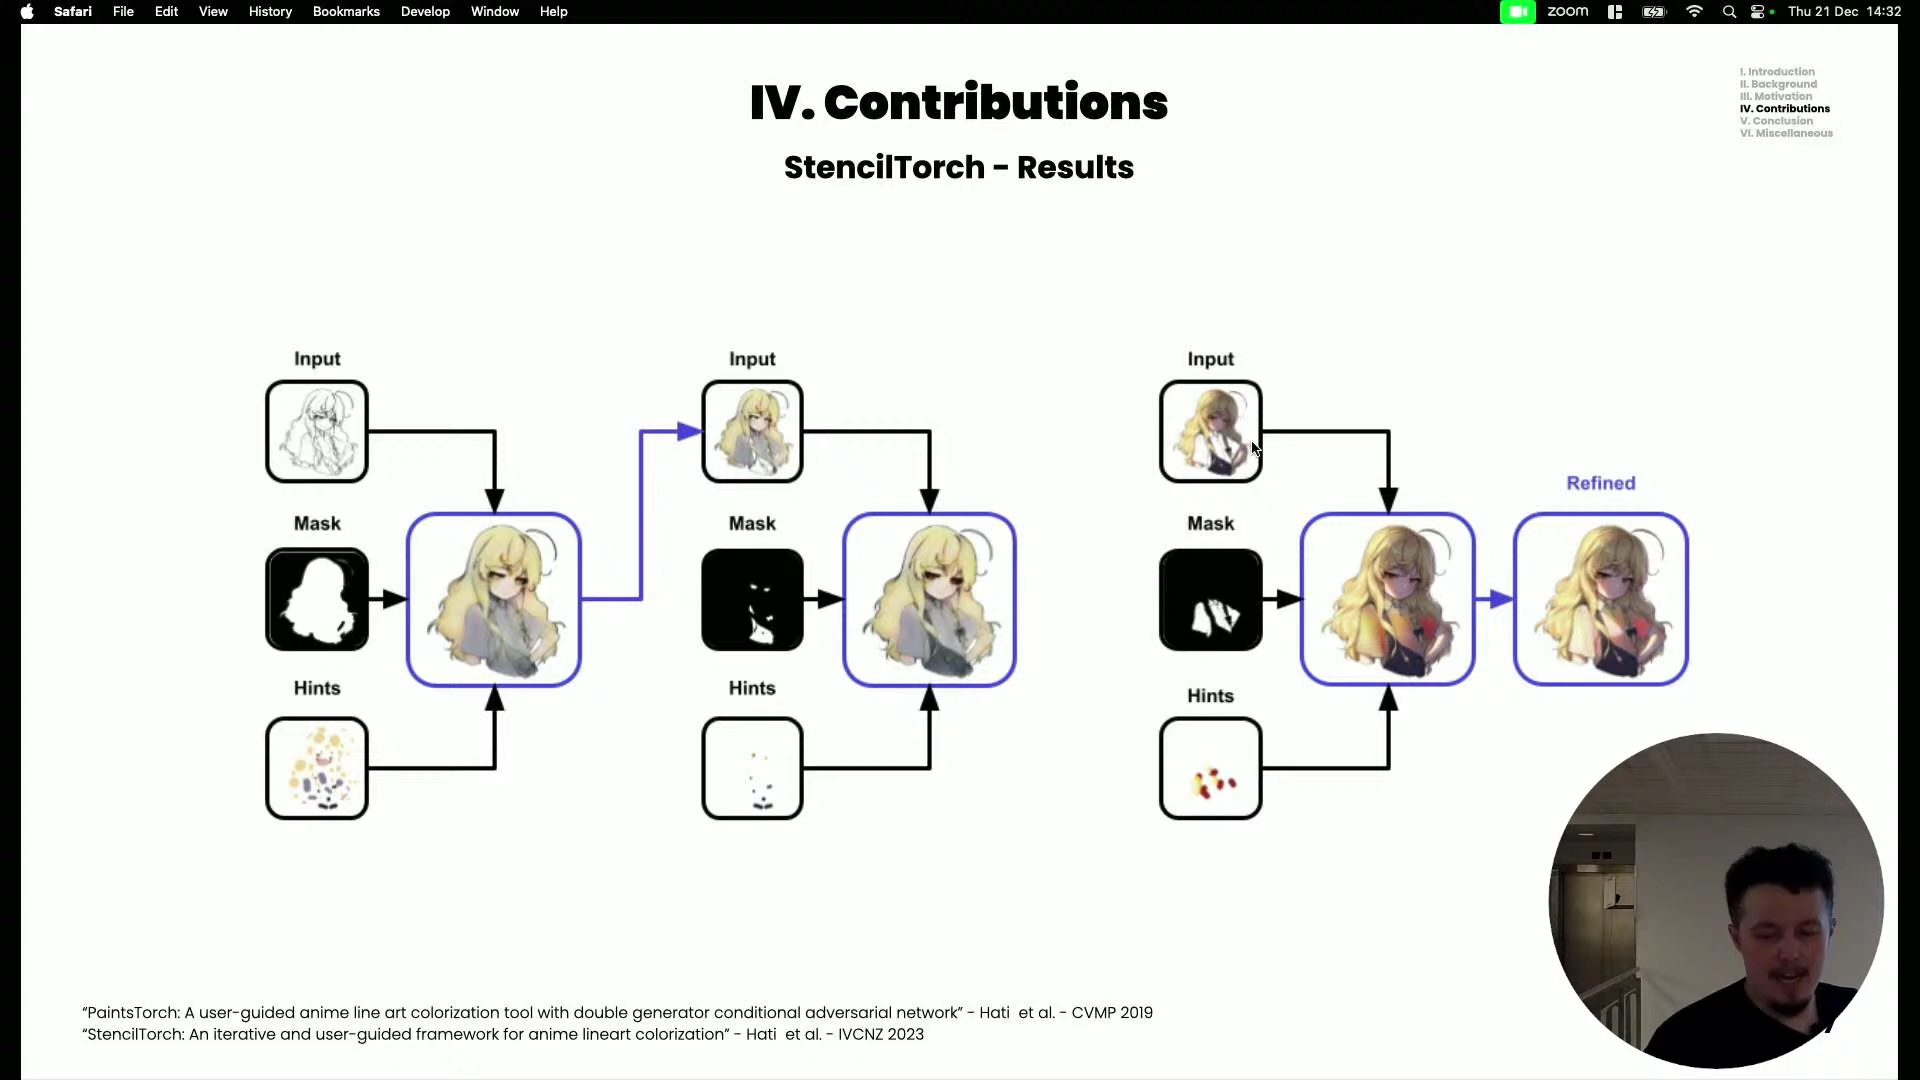 Safari File Edit View History Bookmarks Develop Window Help zoom Thu 21 Dec 14:32
IV. Contributions
StencilTorch - Results
I. Introduction
II. Background
III. Motivation
IV. Contributions
V. Conclusion
VI. Miscellaneous
Input
Mask
Hints
Input
Mask
Hints
Input
Mask
Hints
Refined
“PaintsTorch: A user-guided anime line art colorization tool with double generator conditional adversarial network” - Hati et al. - CVMP 2019
“StencilTorch: An iterative and user-guided framework for anime lineart colorization” - Hati et al. - IVCNZ 2023